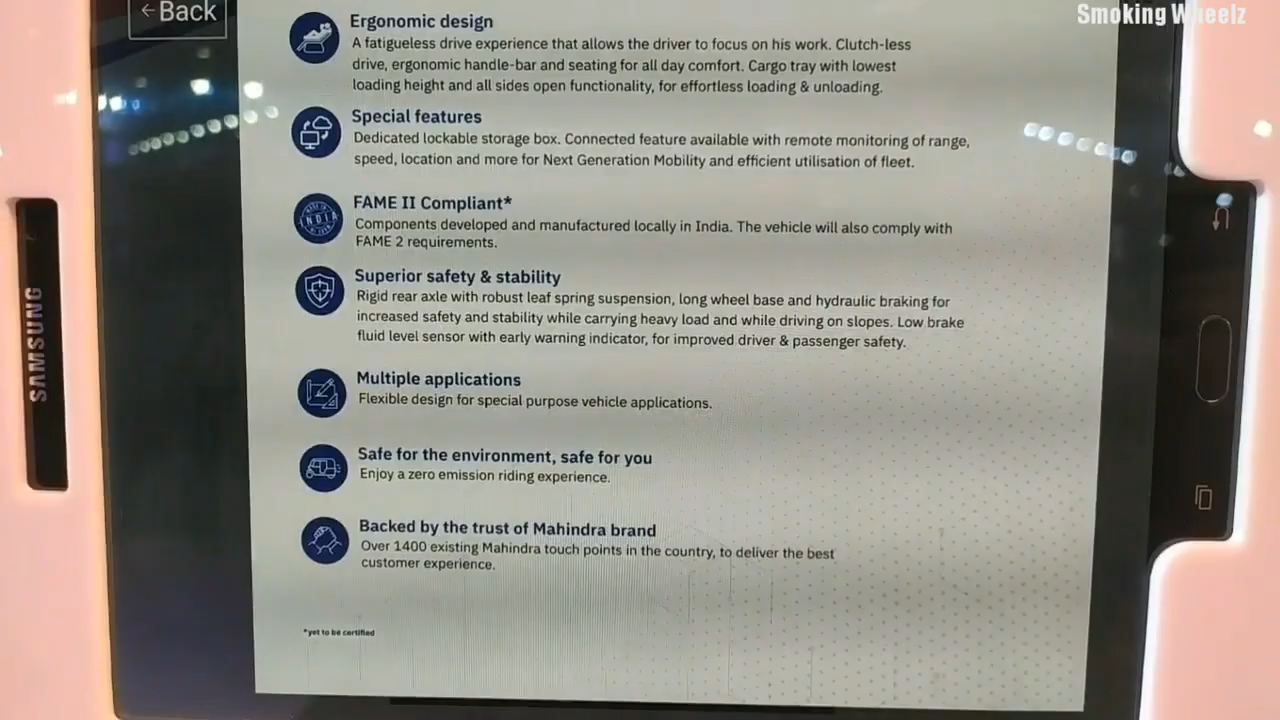 ←Back
Smoking Wheelz
Ergonomic design
A fatigueless drive experience that allows the driver to focus on his work. Clutch-less
drive, ergonomic handle-bar and seating for all day comfort. Cargo tray with lowest
loading height and all sides open functionality, for effortless loading & unloading.
Special features
Dedicated lockable storage box. Connected feature available with remote monitoring of range,
speed, location and more for Next Generation Mobility and efficient utilisation of fleet.
INDIA
FAME II Compliant*
Components developed and manufactured locally in India. The vehicle will also comply with
FAME 2 requirements.
Superior safety & stability
Rigid rear axle with robust leaf spring suspension, long wheel base and hydraulic braking for
increased safety and stability while carrying heavy load and while driving on slopes. Low brake
fluid level sensor with early warning indicator, for improved driver & passenger safety.
SAMSUNG
Multiple applications
Flexible design for special purpose vehicle applications.
Safe for the environment, safe for you
Enjoy a zero emission riding experience.
Backed by the trust of Mahindra brand
Over 1400 existing Mahindra touch points in the country, to deliver the best
customer experience.
*yet to be certified